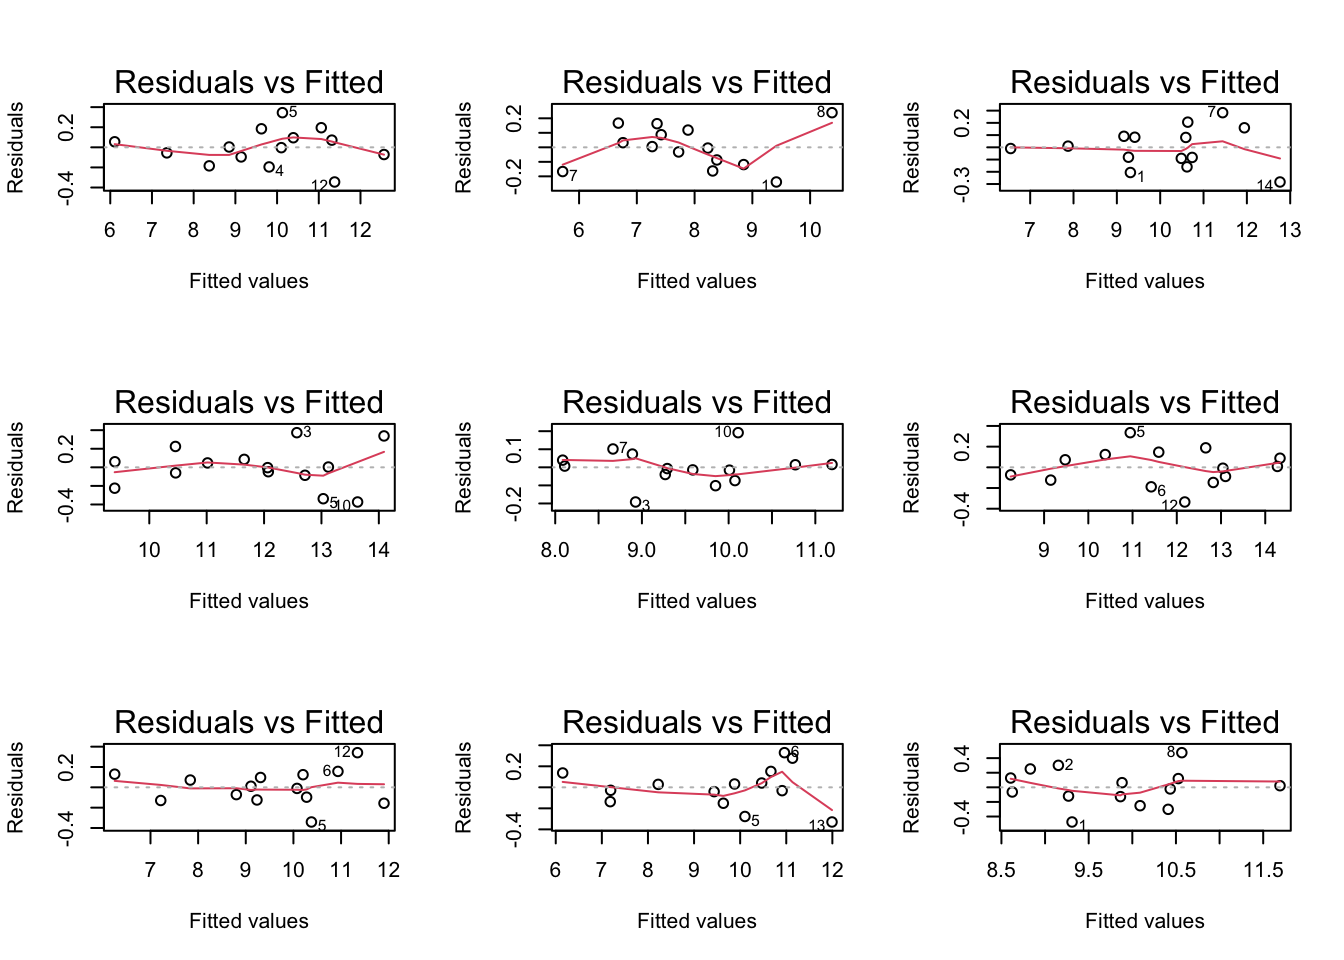 Residuals vs Fitted
Residuals
0.2
-0.4
5
4
12
6 7 8 9 10 11 12
Fitted values
Residuals vs Fitted
Residuals
0.2
-0.2
8
7
1
6 7 8 9 10
Fitted values
Residuals vs Fitted
Residuals
0.2
-0.3
7
1
14
7 8 9 10 11 12 13
Fitted values
Residuals vs Fitted
Residuals
0.2
-0.4
3
5
10
10 11 12 13 14
Fitted values
Residuals vs Fitted
Residuals
0.1
-0.2
10
7
3
8.0 9.0 10.0 11.0
Fitted values
Residuals vs Fitted
Residuals
0.2
-0.4
5
6
12
9 10 11 12 13 14
Fitted values
Residuals vs Fitted
Residuals
0.2
-0.4
12
6
5
7 8 9 10 11 12
Fitted values
Residuals vs Fitted
Residuals
0.2
-0.4
6
5
13
6 7 8 9 10 11 12
Fitted values
Residuals vs Fitted
Residuals
0.4
-0.4
8
2
1
8.5 9.5 10.5 11.5
Fitted values